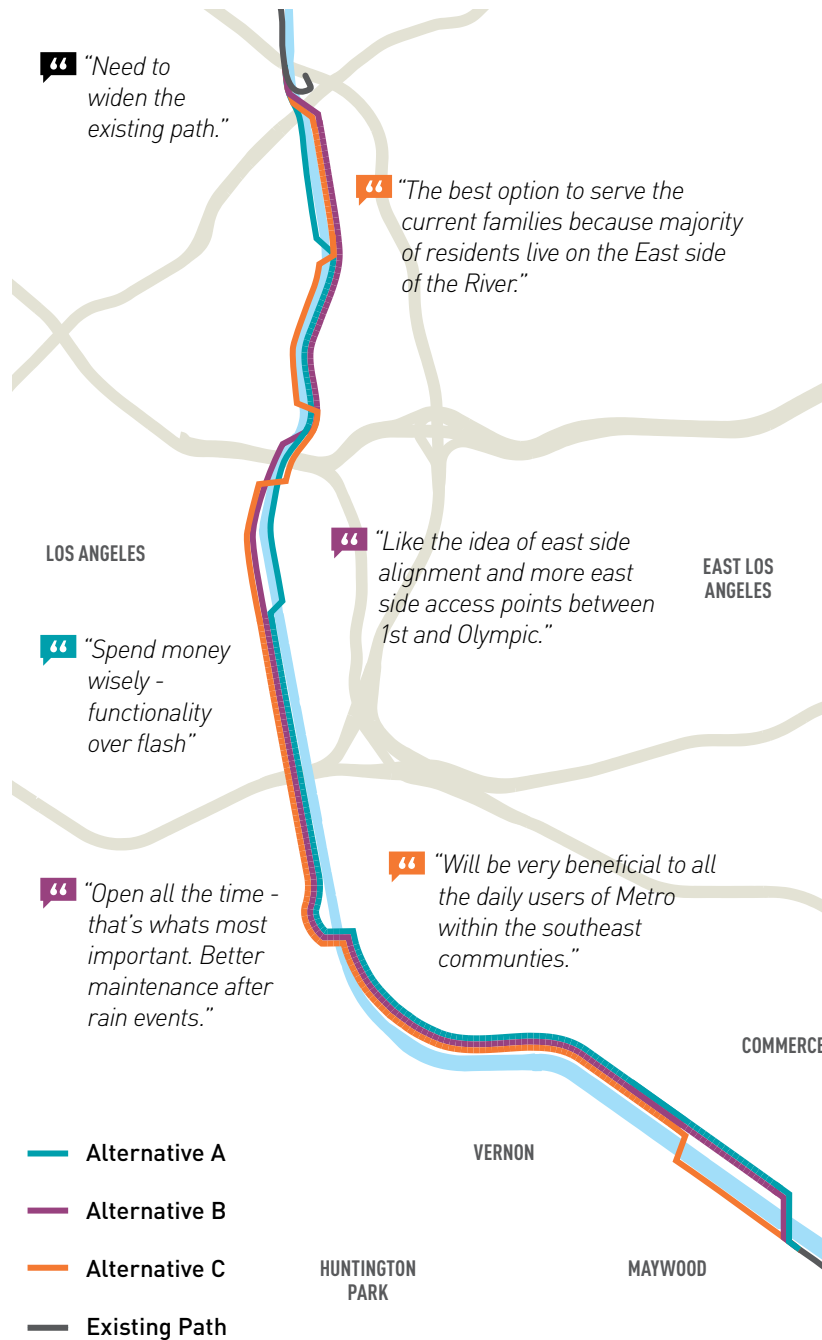 “Need to
widen the
existing path.”
“The best option to serve the
current families because majority
of residents live on the East side
of the River.”
LOS ANGELES
“Like the idea of east side
alignment and more east
side access points between
1st and Olympic.”
EAST LOS
ANGELES
“Spend money
wisely -
functionality
over flash”
“Open all the time -
that’s whats most
important. Better
maintenance after
rain events.”
“Will be very beneficial to all
the daily users of Metro
within the southeast
communties.”
COMMERCE
VERNON
HUNTINGTON
PARK
MAYWOOD
Alternative A
Alternative B
Alternative C
Existing Path